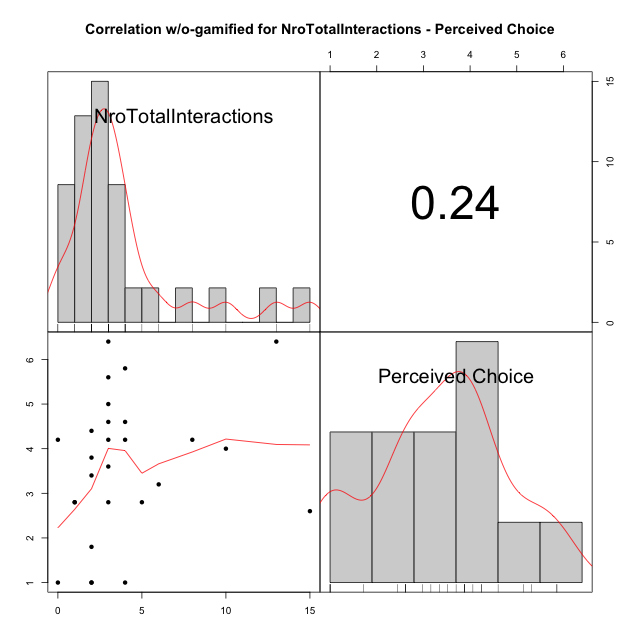 Correlation w/o-gamified for NroTotalInteractions - Perceived Choice
1 2 3 4 5 6
NroTotalInteractions
0.24
15
10
5
0
6
5
4
3
2
1
Perceived Choice
0 5 10 15